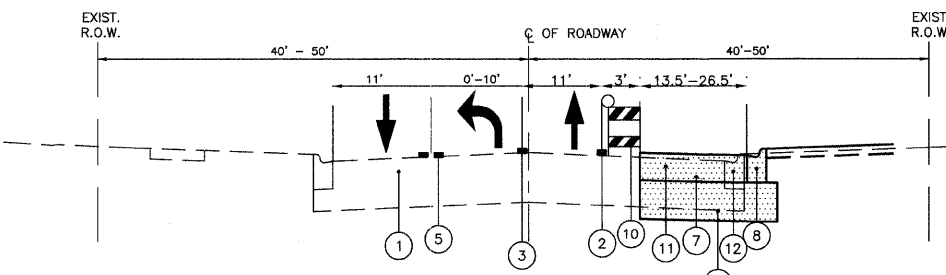 EXIST.
R.O.W.
℄ OF ROADWAY
EXIST
R.O.W.
40' - 50'
40'-50'
11'
0'-10'
11'
3'
13.5'-26.5'
1
5
3
2
10
11
7
12
8